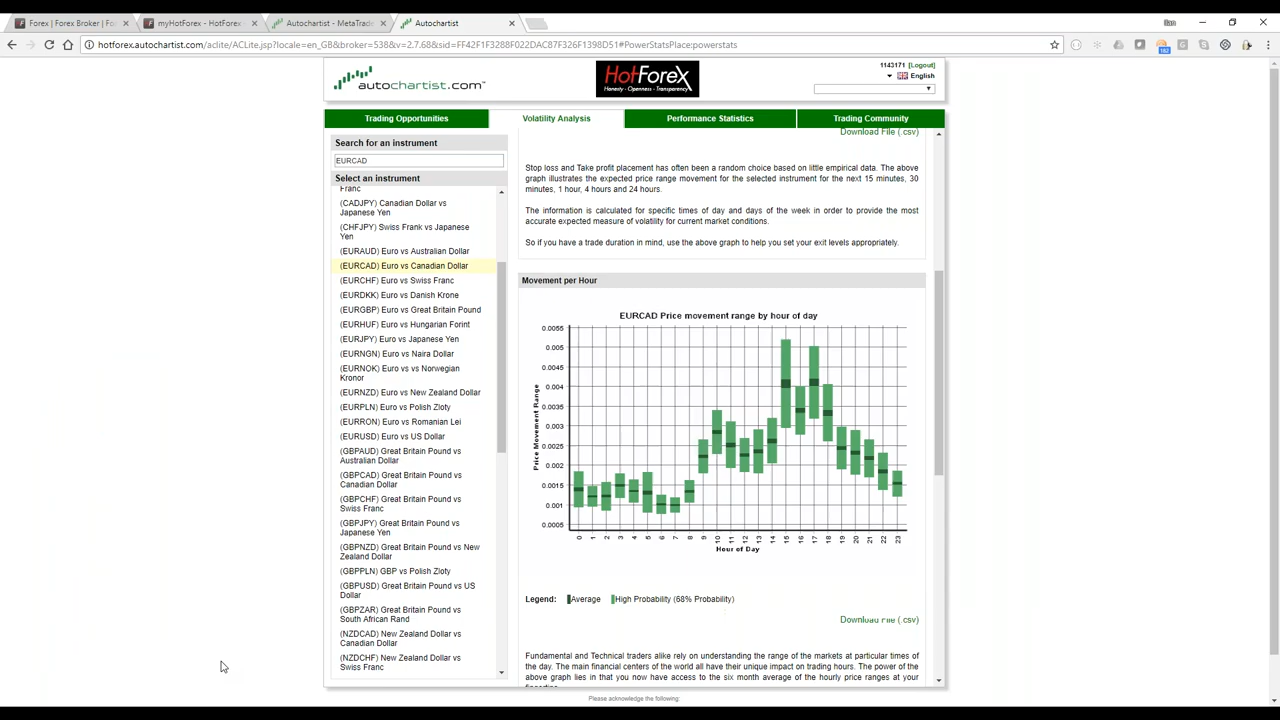 Forex | Forex Broker | For
myHotForex - HotForex
Autochartist - MetaTrade
Autochartist
hotforex.autochartist.com/aclite/ACLite.jsp?locale=en_GB&broker=538&v=2.7.68&sid=FF42F1F3288F022DAC87F326F1398D51#PowerStatsPlace:powerstats
autochartist.com
HotForex
Honesty - Openness - Transparency
1143171 [Logout]
English
Trading Opportunities
Volatility Analysis
Performance Statistics
Trading Community
Search for an instrument
EURCAD
Select an instrument
Franc
(CADJPY) Canadian Dollar vs
Japanese Yen
(CHFJPY) Swiss Frank vs Japanese
Yen
(EURAUD) Euro vs Australian Dollar
(EURCAD) Euro vs Canadian Dollar
(EURCHF) Euro vs Swiss Franc
(EURDKK) Euro vs Danish Krone
(EURGBP) Euro vs Great Britain Pound
(EURHUF) Euro vs Hungarian Forint
(EURJPY) Euro vs Japanese Yen
(EURNGN) Euro vs Naira Dollar
(EURNOK) Euro vs vs Norwegian
Kronor
(EURNZD) Euro vs New Zealand Dollar
(EURPLN) Euro vs Polish Zloty
(EURRON) Euro vs Romanian Lei
(EURUSD) Euro vs US Dollar
(GBPAUD) Great Britain Pound vs
Australian Dollar
(GBPCAD) Great Britain Pound vs
Canadian Dollar
(GBPCHF) Great Britain Pound vs
Swiss Franc
(GBPJPY) Great Britain Pound vs
Japanese Yen
(GBPNZD) Great Britain Pound vs New
Zealand Dollar
(GBPPLN) GBP vs Polish Zloty
(GBPUSD) Great Britain Pound vs US
Dollar
(GBPZAR) Great Britain Pound vs
South African Rand
(NZDCAD) New Zealand Dollar vs
Canadian Dollar
(NZDCHF) New Zealand Dollar vs
Swiss Franc
Download File (.csv)
Stop loss and Take profit placement has often been a random choice based on little empirical data. The above
graph illustrates the expected price range movement for the selected instrument for the next 15 minutes, 30
minutes, 1 hour, 4 hours and 24 hours.
The information is calculated for specific times of day and days of the week in order to provide the most
accurate expected measure of volatility for current market conditions.
So if you have a trade duration in mind, use the above graph to help you set your exit levels appropriately.
Movement per Hour
EURCAD Price movement range by hour of day
Price Movement Range
0.0055
0.005
0.0045
0.004
0.0035
0.003
0.0025
0.002
0.0015
0.001
0.0005
0 1 2 3 4 5 6 7 8 9 10 11 12 13 14 15 16 17 18 19 20 21 22 23
Hour of Day
Legend: Average High Probability (68% Probability)
Download File (.csv)
Fundamental and Technical traders alike rely on understanding the range of the markets at particular times of
the day. The main financial centers of the world all have their unique impact on trading hours. The power of the
above graph lies in that you now have access to the six month average of the hourly price ranges at your
Please acknowledge the following: